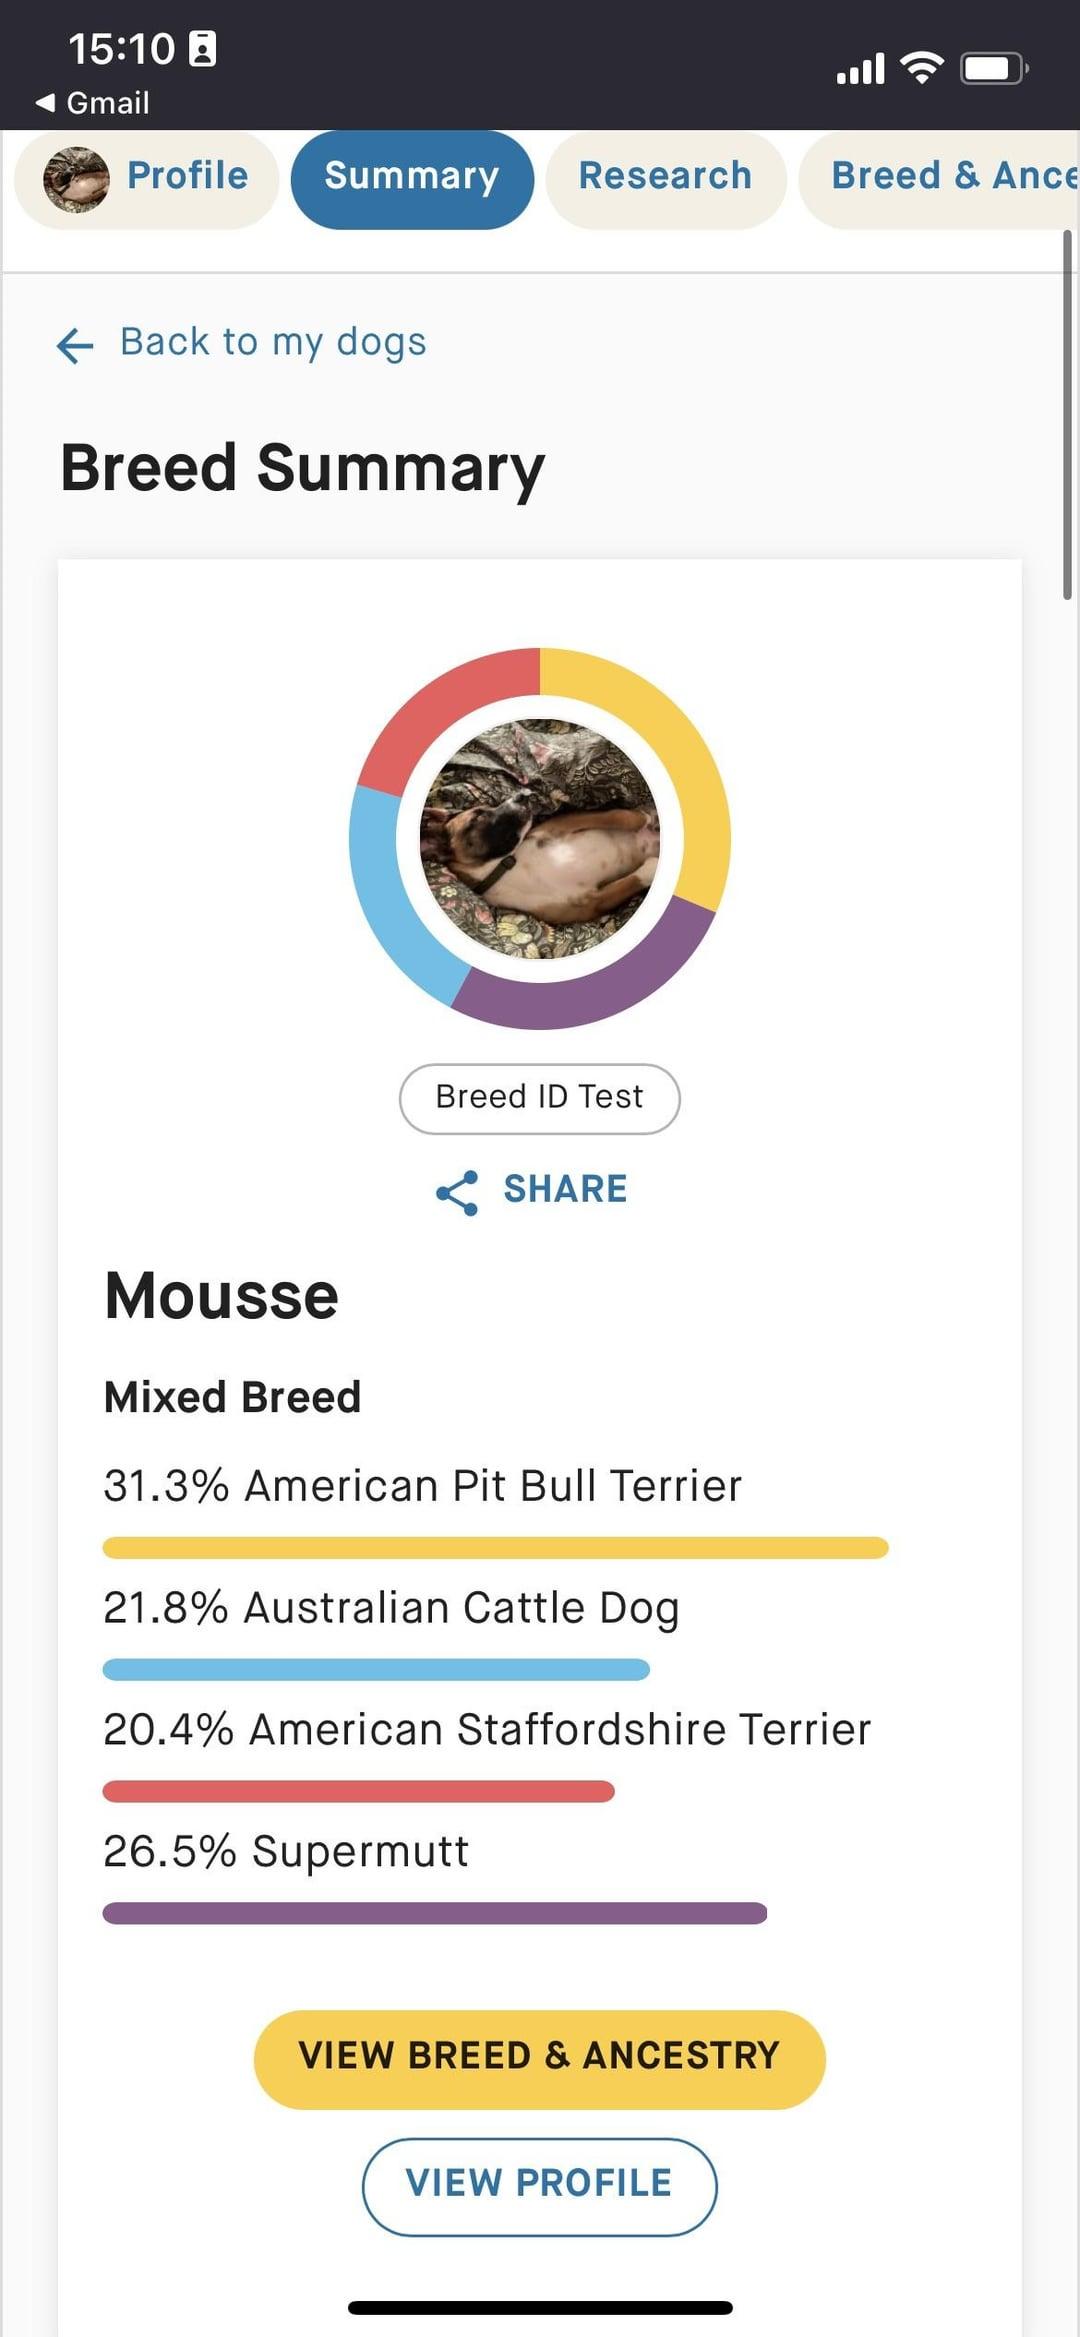 15:10
◀ Gmail
Profile Summary Research Breed & Ance
← Back to my dogs
Breed Summary
Breed ID Test
SHARE
Mousse
Mixed Breed
31.3% American Pit Bull Terrier
21.8% Australian Cattle Dog
20.4% American Staffordshire Terrier
26.5% Supermutt
VIEW BREED & ANCESTRY
VIEW PROFILE